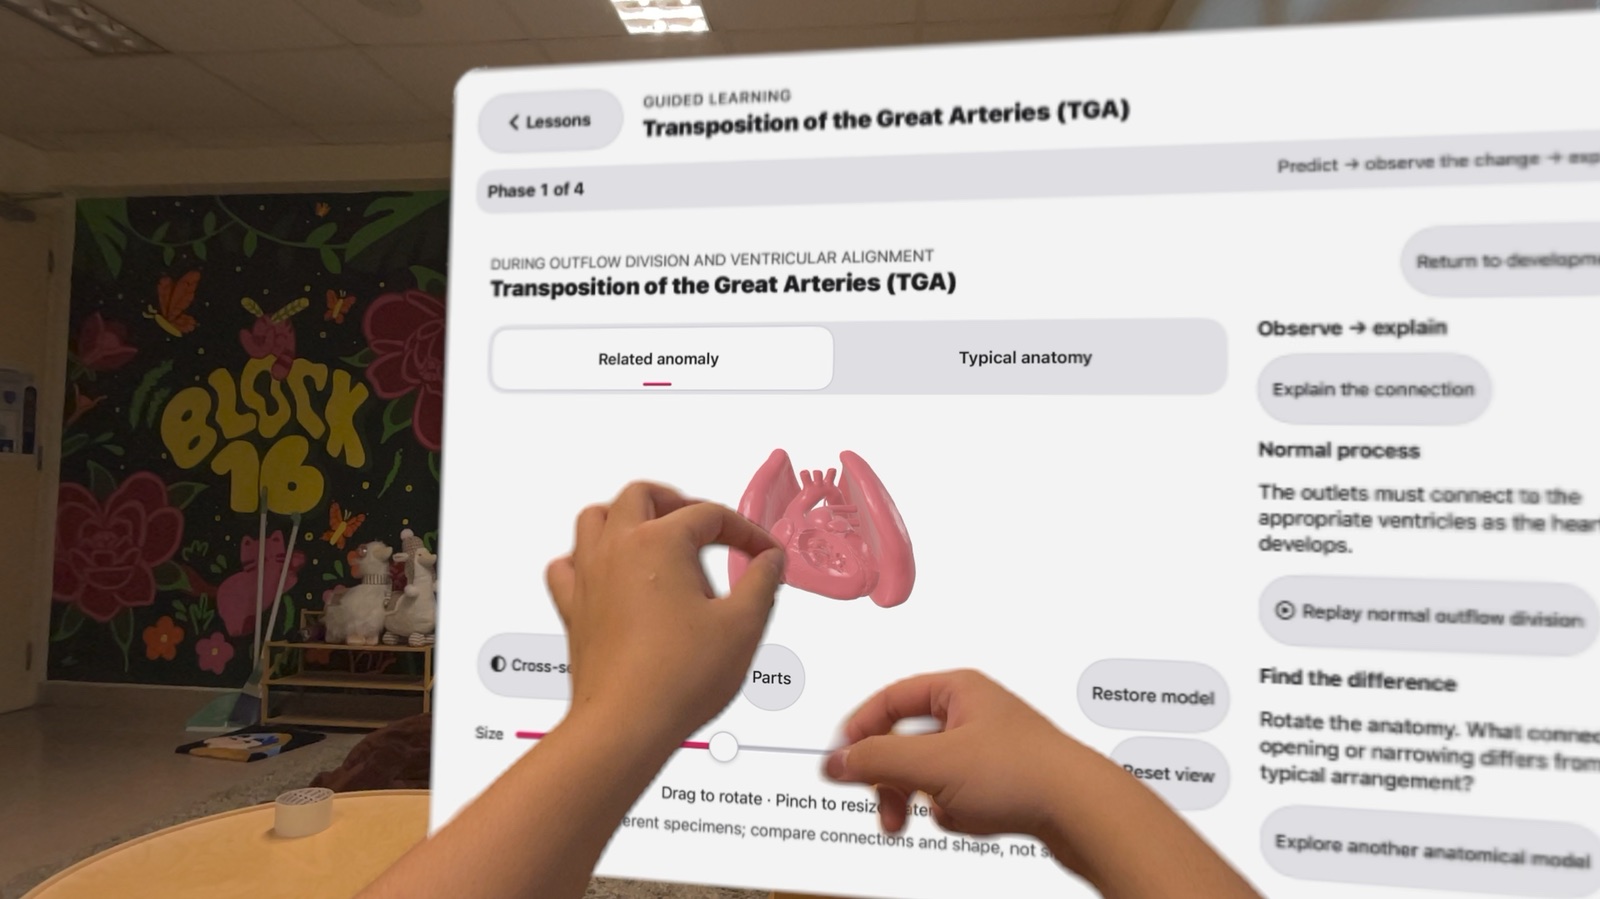 BLOCK
16
Lessons
GUIDED LEARNING
Transposition of the Great Arteries (TGA)
Phase 1 of 4
Predict → observe the change →
DURING OUTFLOW DIVISION AND VENTRICULAR ALIGNMENT
Transposition of the Great Arteries (TGA)
Return to
Related anomaly
Typical anatomy
Observe → explain
Explain the connection
Normal process
The outlets must connect to the
appropriate ventricles as the
develops.
Replay normal outflow division
Parts
Restore model
Find the difference
Size
Rotate the anatomy. What
opening or narrowing differs from
typical arrangement?
Reset view
Drag to rotate · Pinch to resize
specimens; compare connections and shape, not
Explore another anatomical model